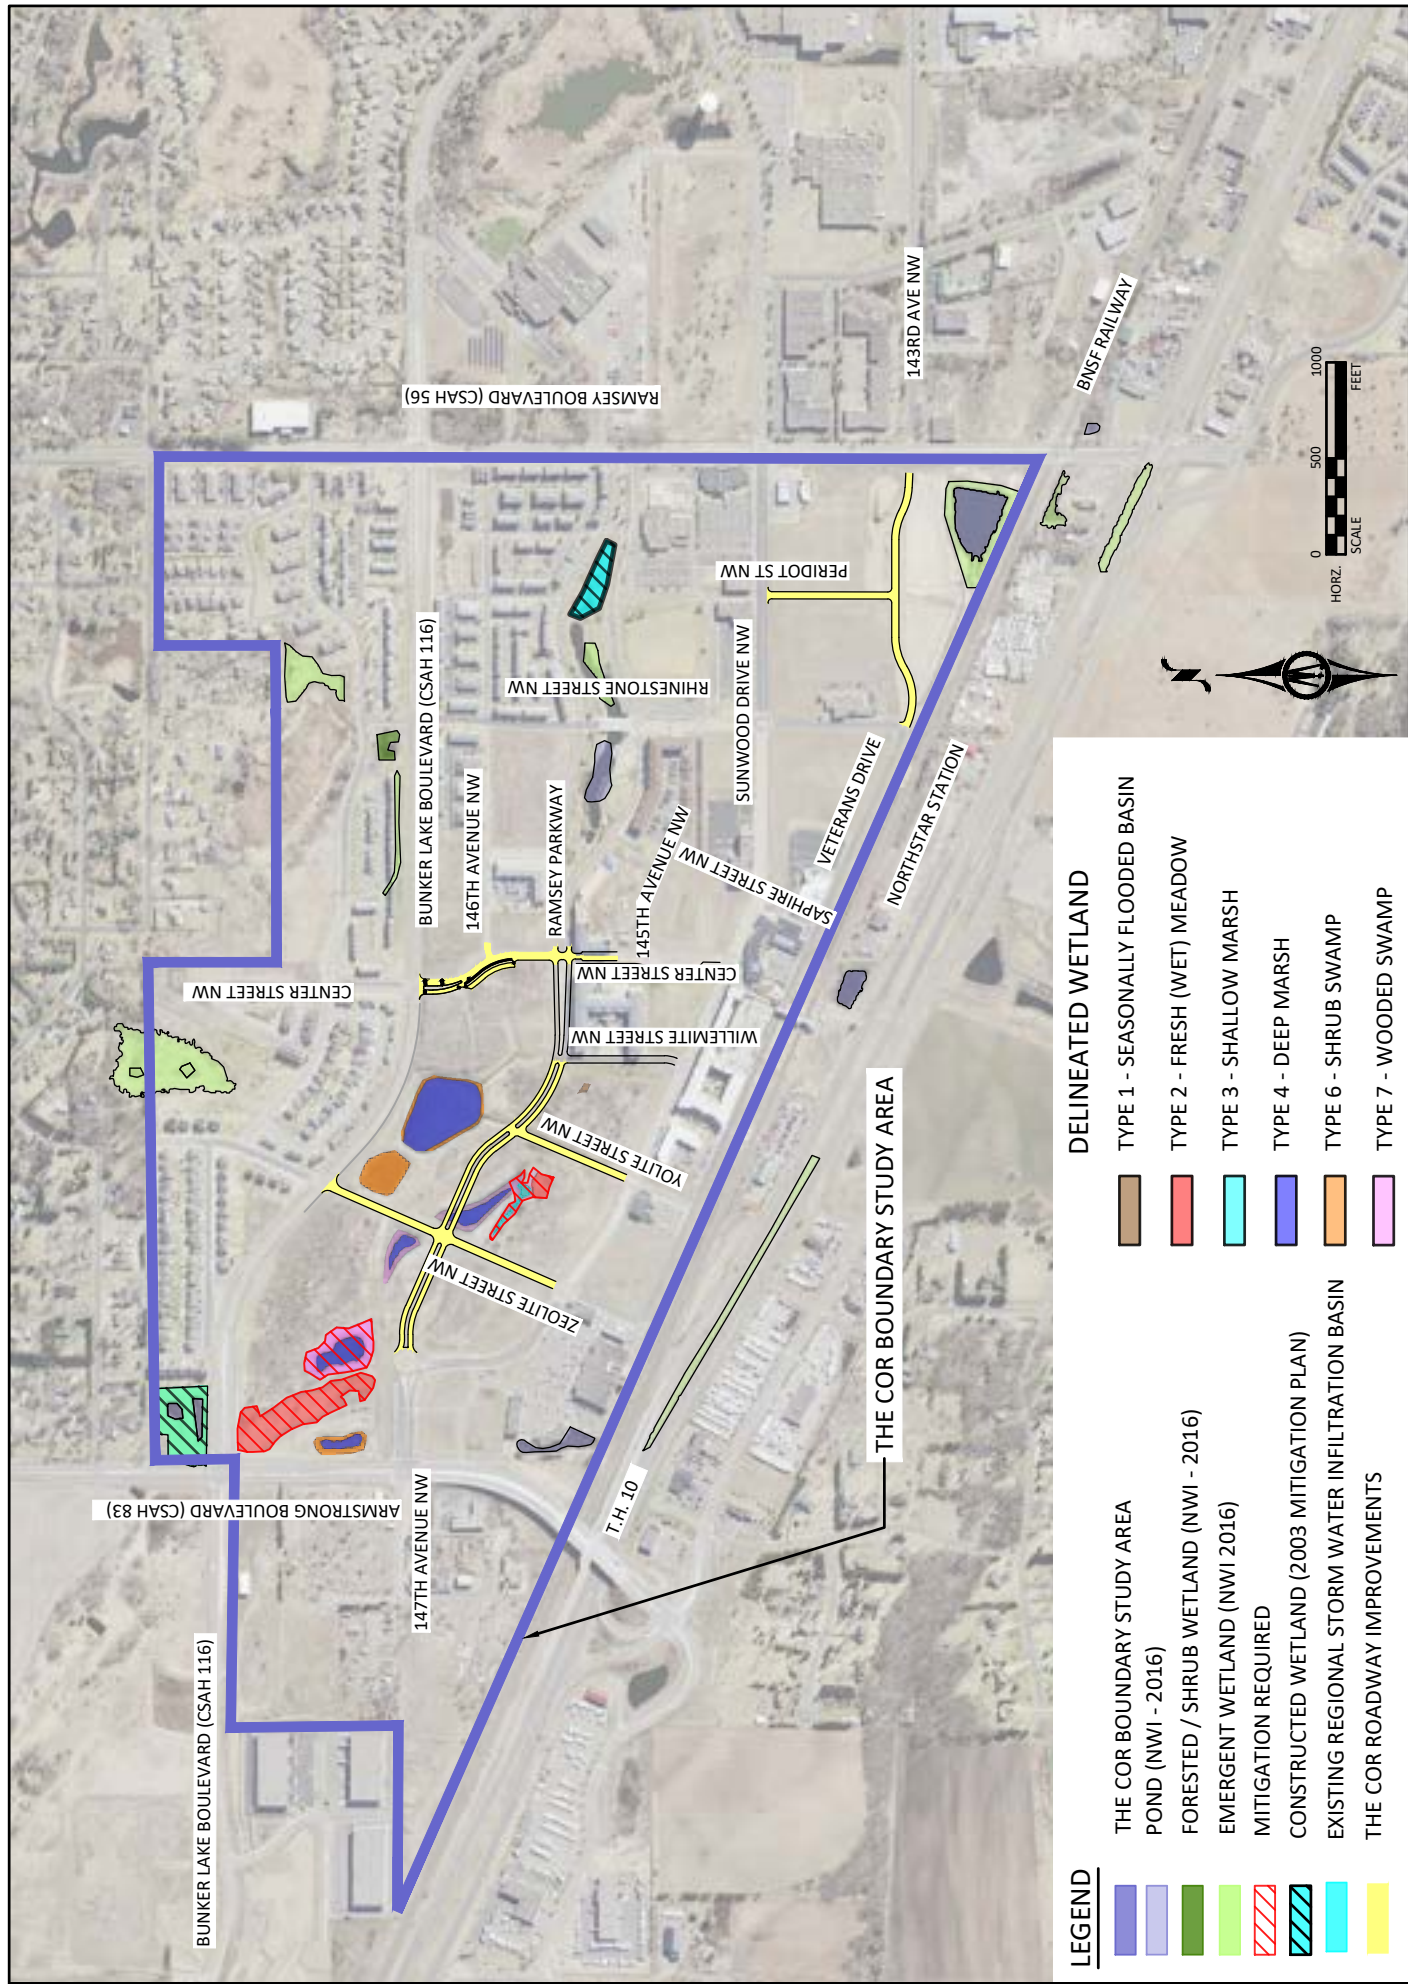 BUNKER LAKE BOULEVARD (CSAH 116)
ARMSTRONG BOULEVARD (CSAH 83)
147TH AVENUE NW
T.H. 10
CENTER STREET NW
BUNKER LAKE BOULEVARD (CSAH 116)
146TH AVENUE NW
RAMSEY PARKWAY
145TH AVENUE NW
CENTER STREET NW
WILLEMITE STREET NW
YOLITE STREET NW
ZEOLITE STREET NW
RHINESTONE STREET NW
SUNWOOD DRIVE NW
SAPHIRE STREET NW
VETERANS DRIVE
NORTHSTAR STATION
PERIDOT ST NW
RAMSEY BOULEVARD (CSAH 56)
143RD AVE NW
BNSF RAILWAY
THE COR BOUNDARY STUDY AREA
N
HORZ.
0 500 1000
SCALE FEET
LEGEND
THE COR BOUNDARY STUDY AREA
POND (NWI - 2016)
FORESTED / SHRUB WETLAND (NWI - 2016)
EMERGENT WETLAND (NWI 2016)
MITIGATION REQUIRED
CONSTRUCTED WETLAND (2003 MITIGATION PLAN)
EXISTING REGIONAL STORM WATER INFILTRATION BASIN
THE COR ROADWAY IMPROVEMENTS
DELINEATED WETLAND
TYPE 1 - SEASONALLY FLOODED BASIN
TYPE 2 - FRESH (WET) MEADOW
TYPE 3 - SHALLOW MARSH
TYPE 4 - DEEP MARSH
TYPE 6 - SHRUB SWAMP
TYPE 7 - WOODED SWAMP